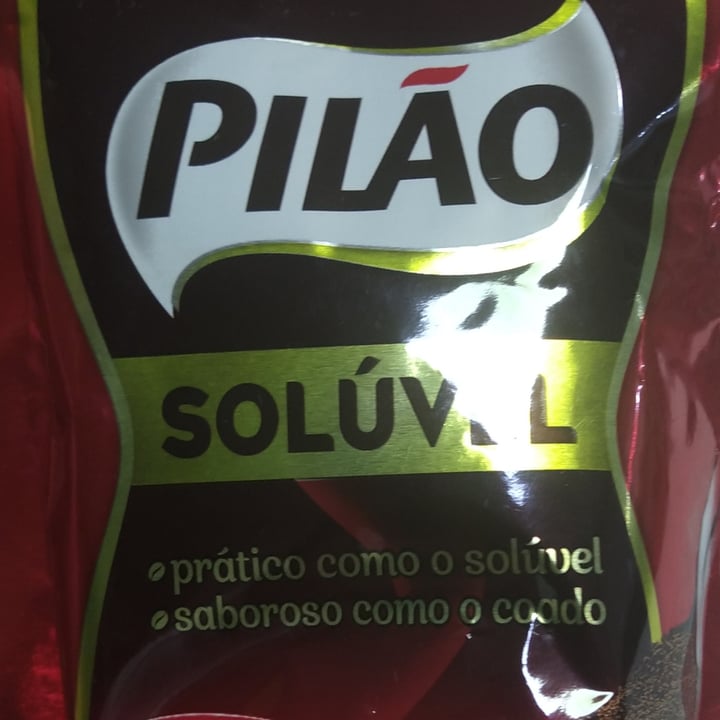 PILÃO
SOLÚVEL
prático como o solúvel
saboroso como o coado